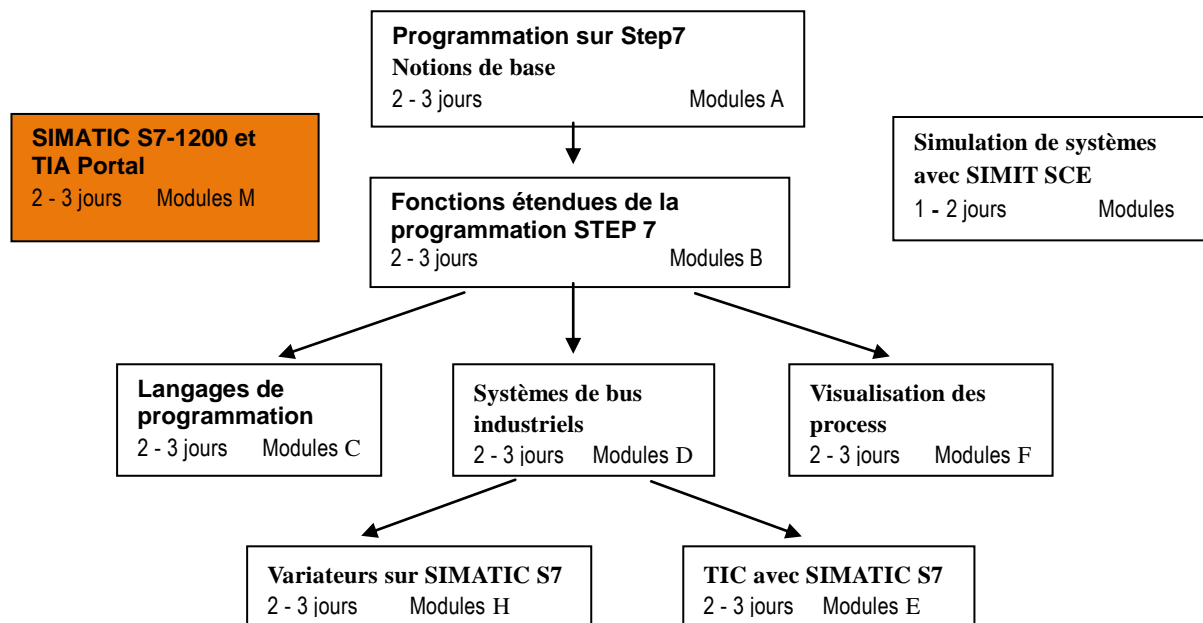 Programmation sur Step7
Notions de base
2 - 3 jours Modules A
SIMATIC S7-1200 et
TIA Portal
2 - 3 jours Modules M
Simulation de systèmes
avec SIMIT SCE
1 - 2 jours Modules
Fonctions étendues de la
programmation STEP 7
2 - 3 jours Modules B
Langages de
programmation
2 - 3 jours Modules C
Systèmes de bus
industriels
2 - 3 jours Modules D
Visualisation des
process
2 - 3 jours Modules F
Variateurs sur SIMATIC S7
2 - 3 jours Modules H
TIC avec SIMATIC S7
2 - 3 jours Modules E